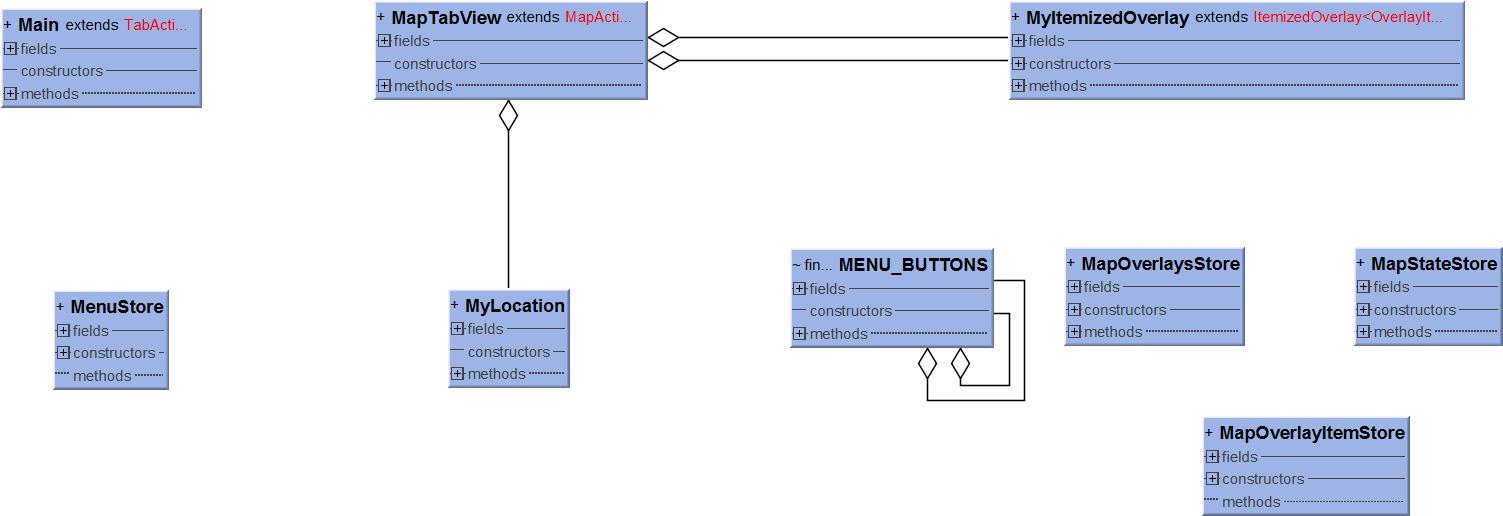 + Main extends TabActi...
fields
constructors
methods
+ MapTabView extends MapActi...
fields
constructors
methods
+ MyItemizedOverlay extends ItemizedOverlay<OverlayIt...
fields
constructors
methods
+ MenuStore
fields
constructors
methods
+ MyLocation
fields
constructors
methods
~ fin... MENU_BUTTONS
fields
constructors
methods
+ MapOverlaysStore
fields
constructors
methods
+ MapStateStore
fields
constructors
methods
+ MapOverlayItemStore
fields
constructors
methods